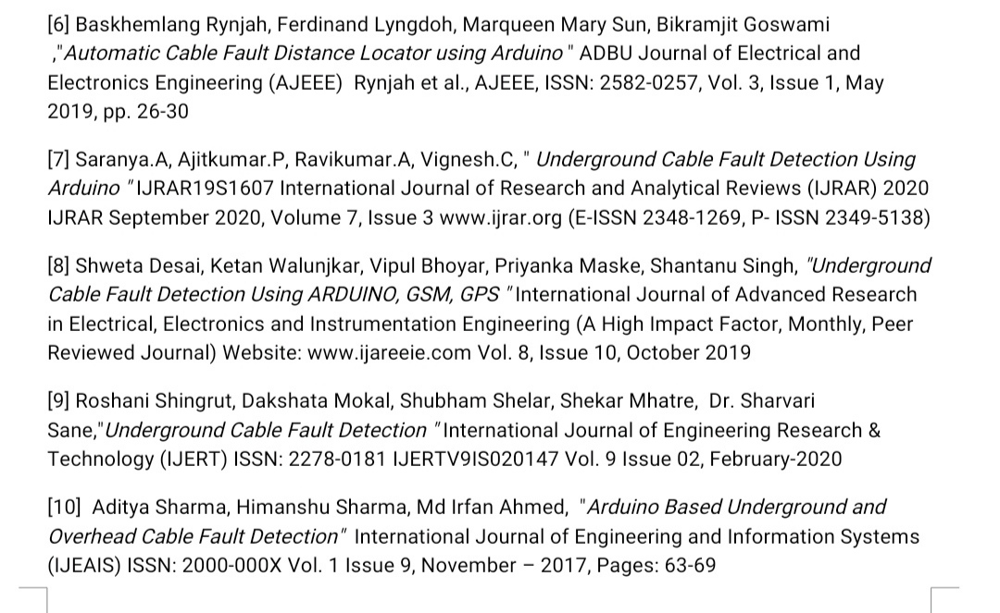 [6] Baskhemlang Rynjah, Ferdinand Lyngdoh, Marqueen Mary Sun, Bikramjit Goswami
,"Automatic Cable Fault Distance Locator using Arduino " ADBU Journal of Electrical and
Electronics Engineering (AJEEE)  Rynjah et al., AJEEE, ISSN: 2582-0257, Vol. 3, Issue 1, May
2019, pp. 26-30
[7] Saranya.A, Ajitkumar.P, Ravikumar.A, Vignesh.C, " Underground Cable Fault Detection Using
Arduino "IJRAR19S1607 International Journal of Research and Analytical Reviews (IJRAR) 2020
IJRAR September 2020, Volume 7, Issue 3 www.ijrar.org (E-ISSN 2348-1269, P- ISSN 2349-5138)
[8] Shweta Desai, Ketan Walunjkar, Vipul Bhoyar, Priyanka Maske, Shantanu Singh, "Underground
Cable Fault Detection Using ARDUINO, GSM, GPS "International Journal of Advanced Research
in Electrical, Electronics and Instrumentation Engineering (A High Impact Factor, Monthly, Peer
Reviewed Journal) Website: www.ijareeie.com Vol. 8, Issue 10, October 2019
[9] Roshani Shingrut, Dakshata Mokal, Shubham Shelar, Shekar Mhatre,  Dr. Sharvari
Sane,"Underground Cable Fault Detection "International Journal of Engineering Research &
Technology (IJERT) ISSN: 2278-0181 IJERTV9IS020147 Vol. 9 Issue 02, February-2020
[10]  Aditya Sharma, Himanshu Sharma, Md Irfan Ahmed,  "Arduino Based Underground and
Overhead Cable Fault Detection"  International Journal of Engineering and Information Systems
(IJEAIS) ISSN: 2000-000X Vol. 1 Issue 9, November – 2017, Pages: 63-69